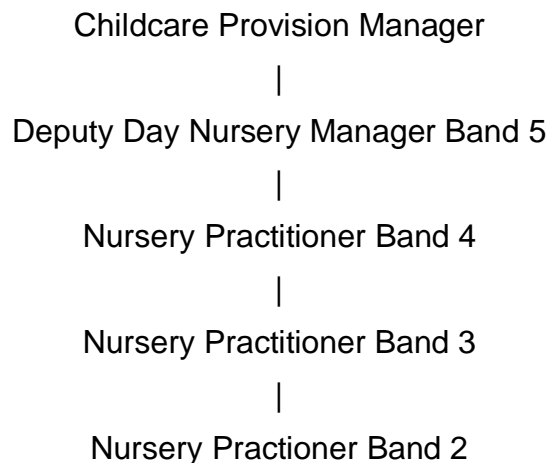 Childcare Provision Manager
|
Deputy Day Nursery Manager Band 5
|
Nursery Practitioner Band 4
|
Nursery Practitioner Band 3
|
Nursery Practioner Band 2